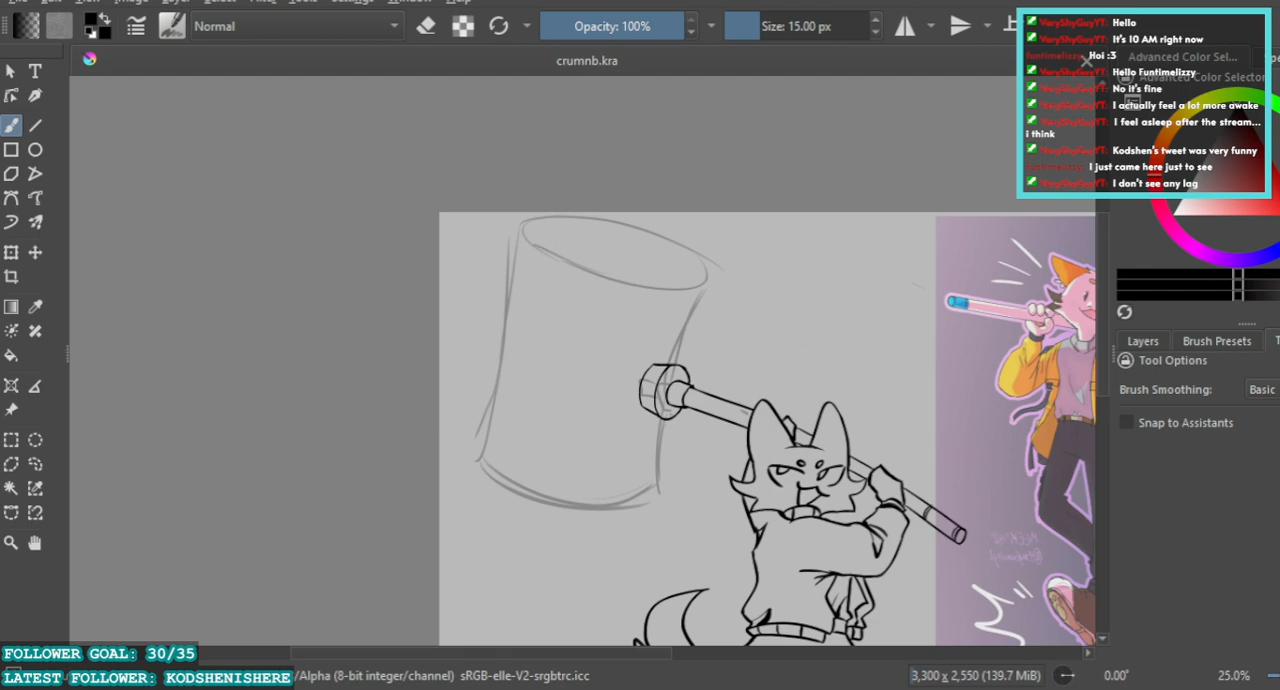 Normal
Opacity: 100%
Size: 15.00 px
crumnb.kra
VeryShyGuyYT: Hello
VeryShyGuyYT: It's 10 AM right now
funtimelizzy: Hoi :3
VeryShyGuyYT: Hello Funtimelizzy
VeryShyGuyYT: No it's fine
VeryShyGuyYT: I actually feel a lot more awake
VeryShyGuyYT: I feel asleep after the stream...
i think
VeryShyGuyYT: Kodshen's tweet was very funny
funtimelizzy: I just came here just to see
VeryShyGuyYT: I don't see any lag
Advanced Color Sel...
Advanced Color Selector
Layers
Brush Presets
T
Tool Options
Brush Smoothing:
Basic
Snap to Assistants
FOLLOWER GOAL: 30/35
LATEST FOLLOWER: KODSHENISHERE
/Alpha (8-bit integer/channel) sRGB-elle-V2-srgbtrc.icc
3,300 x 2,550 (139.7 MiB)
0.00°
25.0%